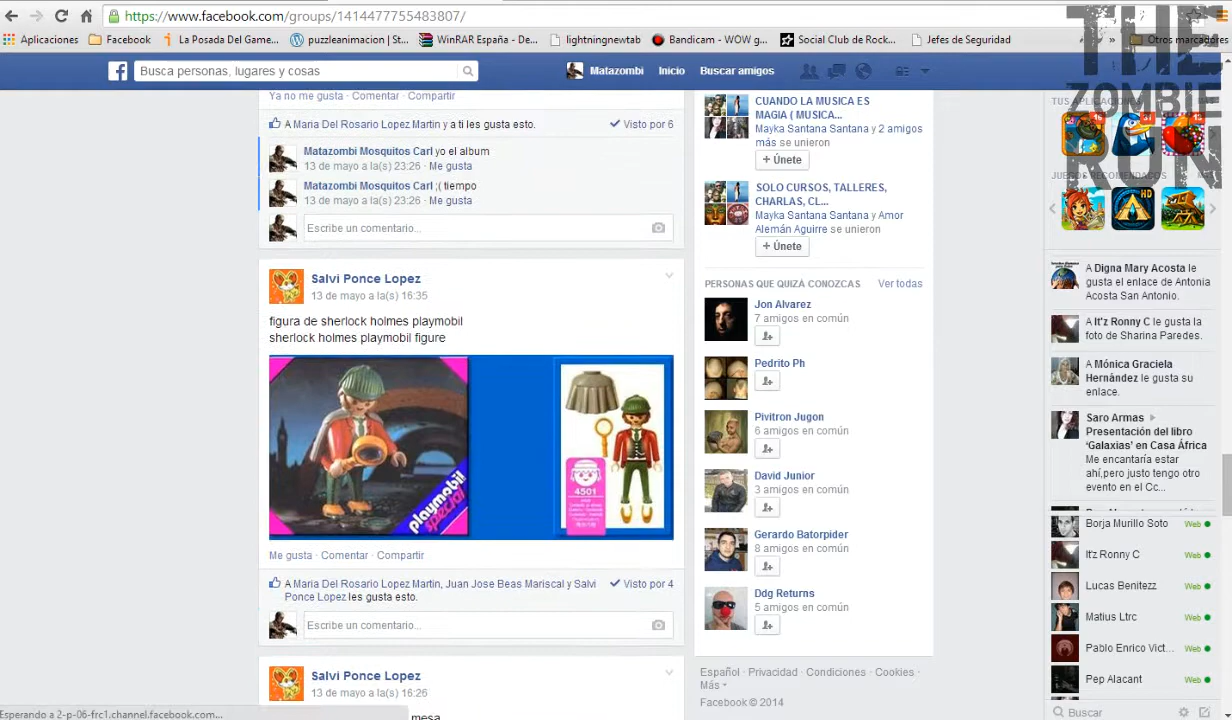 https://www.facebook.com/groups/1414477755483807/
Aplicaciones
Facebook
La Posada Del Game...
puzzleanimacion | St...
WinRAR España - De...
lightningnewtab
Bandicam - WOW g...
Social Club de Rock...
Jefes de Seguridad
Otros marcadores
THE
ZOMBIE
RUN
Busca personas, lugares y cosas
Matazombi
Inicio
Buscar amigos
Ya no me gusta · Comentar · Compartir
A Maria Del Rosario Lopez Martin y a ti les gusta esto.
Visto por 6
Matazombi Mosquitos Carl yo el album
13 de mayo a la(s) 23:26 · Me gusta
Matazombi Mosquitos Carl ;( tiempo
13 de mayo a la(s) 23:26 · Me gusta
Escribe un comentario...
Salvi Ponce Lopez
13 de mayo a la(s) 16:35
figura de sherlock holmes playmobil
sherlock holmes playmobil figure
playmobil
special
4501
Me gusta · Comentar · Compartir
A Maria Del Rosario Lopez Martin, Juan Jose Beas Mariscal y Salvi
Ponce Lopez les gusta esto.
Visto por 4
Escribe un comentario...
Salvi Ponce Lopez
13 de mayo a la(s) 16:26
mesa
CUANDO LA MUSICA ES
MAGIA ( MUSICA...
Mayka Santana Santana y 2 amigos
más se unieron
+ Únete
SOLO CURSOS, TALLERES,
CHARLAS, CL...
Mayka Santana Santana y Amor
Alemán Aguirre se unieron
+ Únete
PERSONAS QUE QUIZÁ CONOZCAS
Ver todas
Jon Alvarez
7 amigos en común
Pedrito Ph
Pivitron Jugon
6 amigos en común
David Junior
3 amigos en común
Gerardo Batorpider
8 amigos en común
Ddg Returns
5 amigos en común
Español · Privacidad · Condiciones · Cookies ·
Más
Facebook © 2014
TUS APLICACIONES
MÁS
16
31
JUEGOS RECOMENDADOS
HD
A Digna Mary Acosta le
gusta el enlace de Antonia
Acosta San Antonio.
A It'z Ronny C le gusta la
foto de Sharina Paredes.
A Mónica Graciela
Hernández le gusta su
enlace.
Saro Armas
Presentación del libro
‘Galaxias’ en Casa África
Me encantaría estar
ahí,pero justo tengo otro
evento en el Cc...
Borja Murillo Soto
Web
It'z Ronny C
Web
Lucas Benitezz
Web
Matius Ltrc
Web
Pablo Enrico Vict...
Web
Pep Alacant
Web
Buscar
Esperando a 2-p-06-frc1.channel.facebook.com...